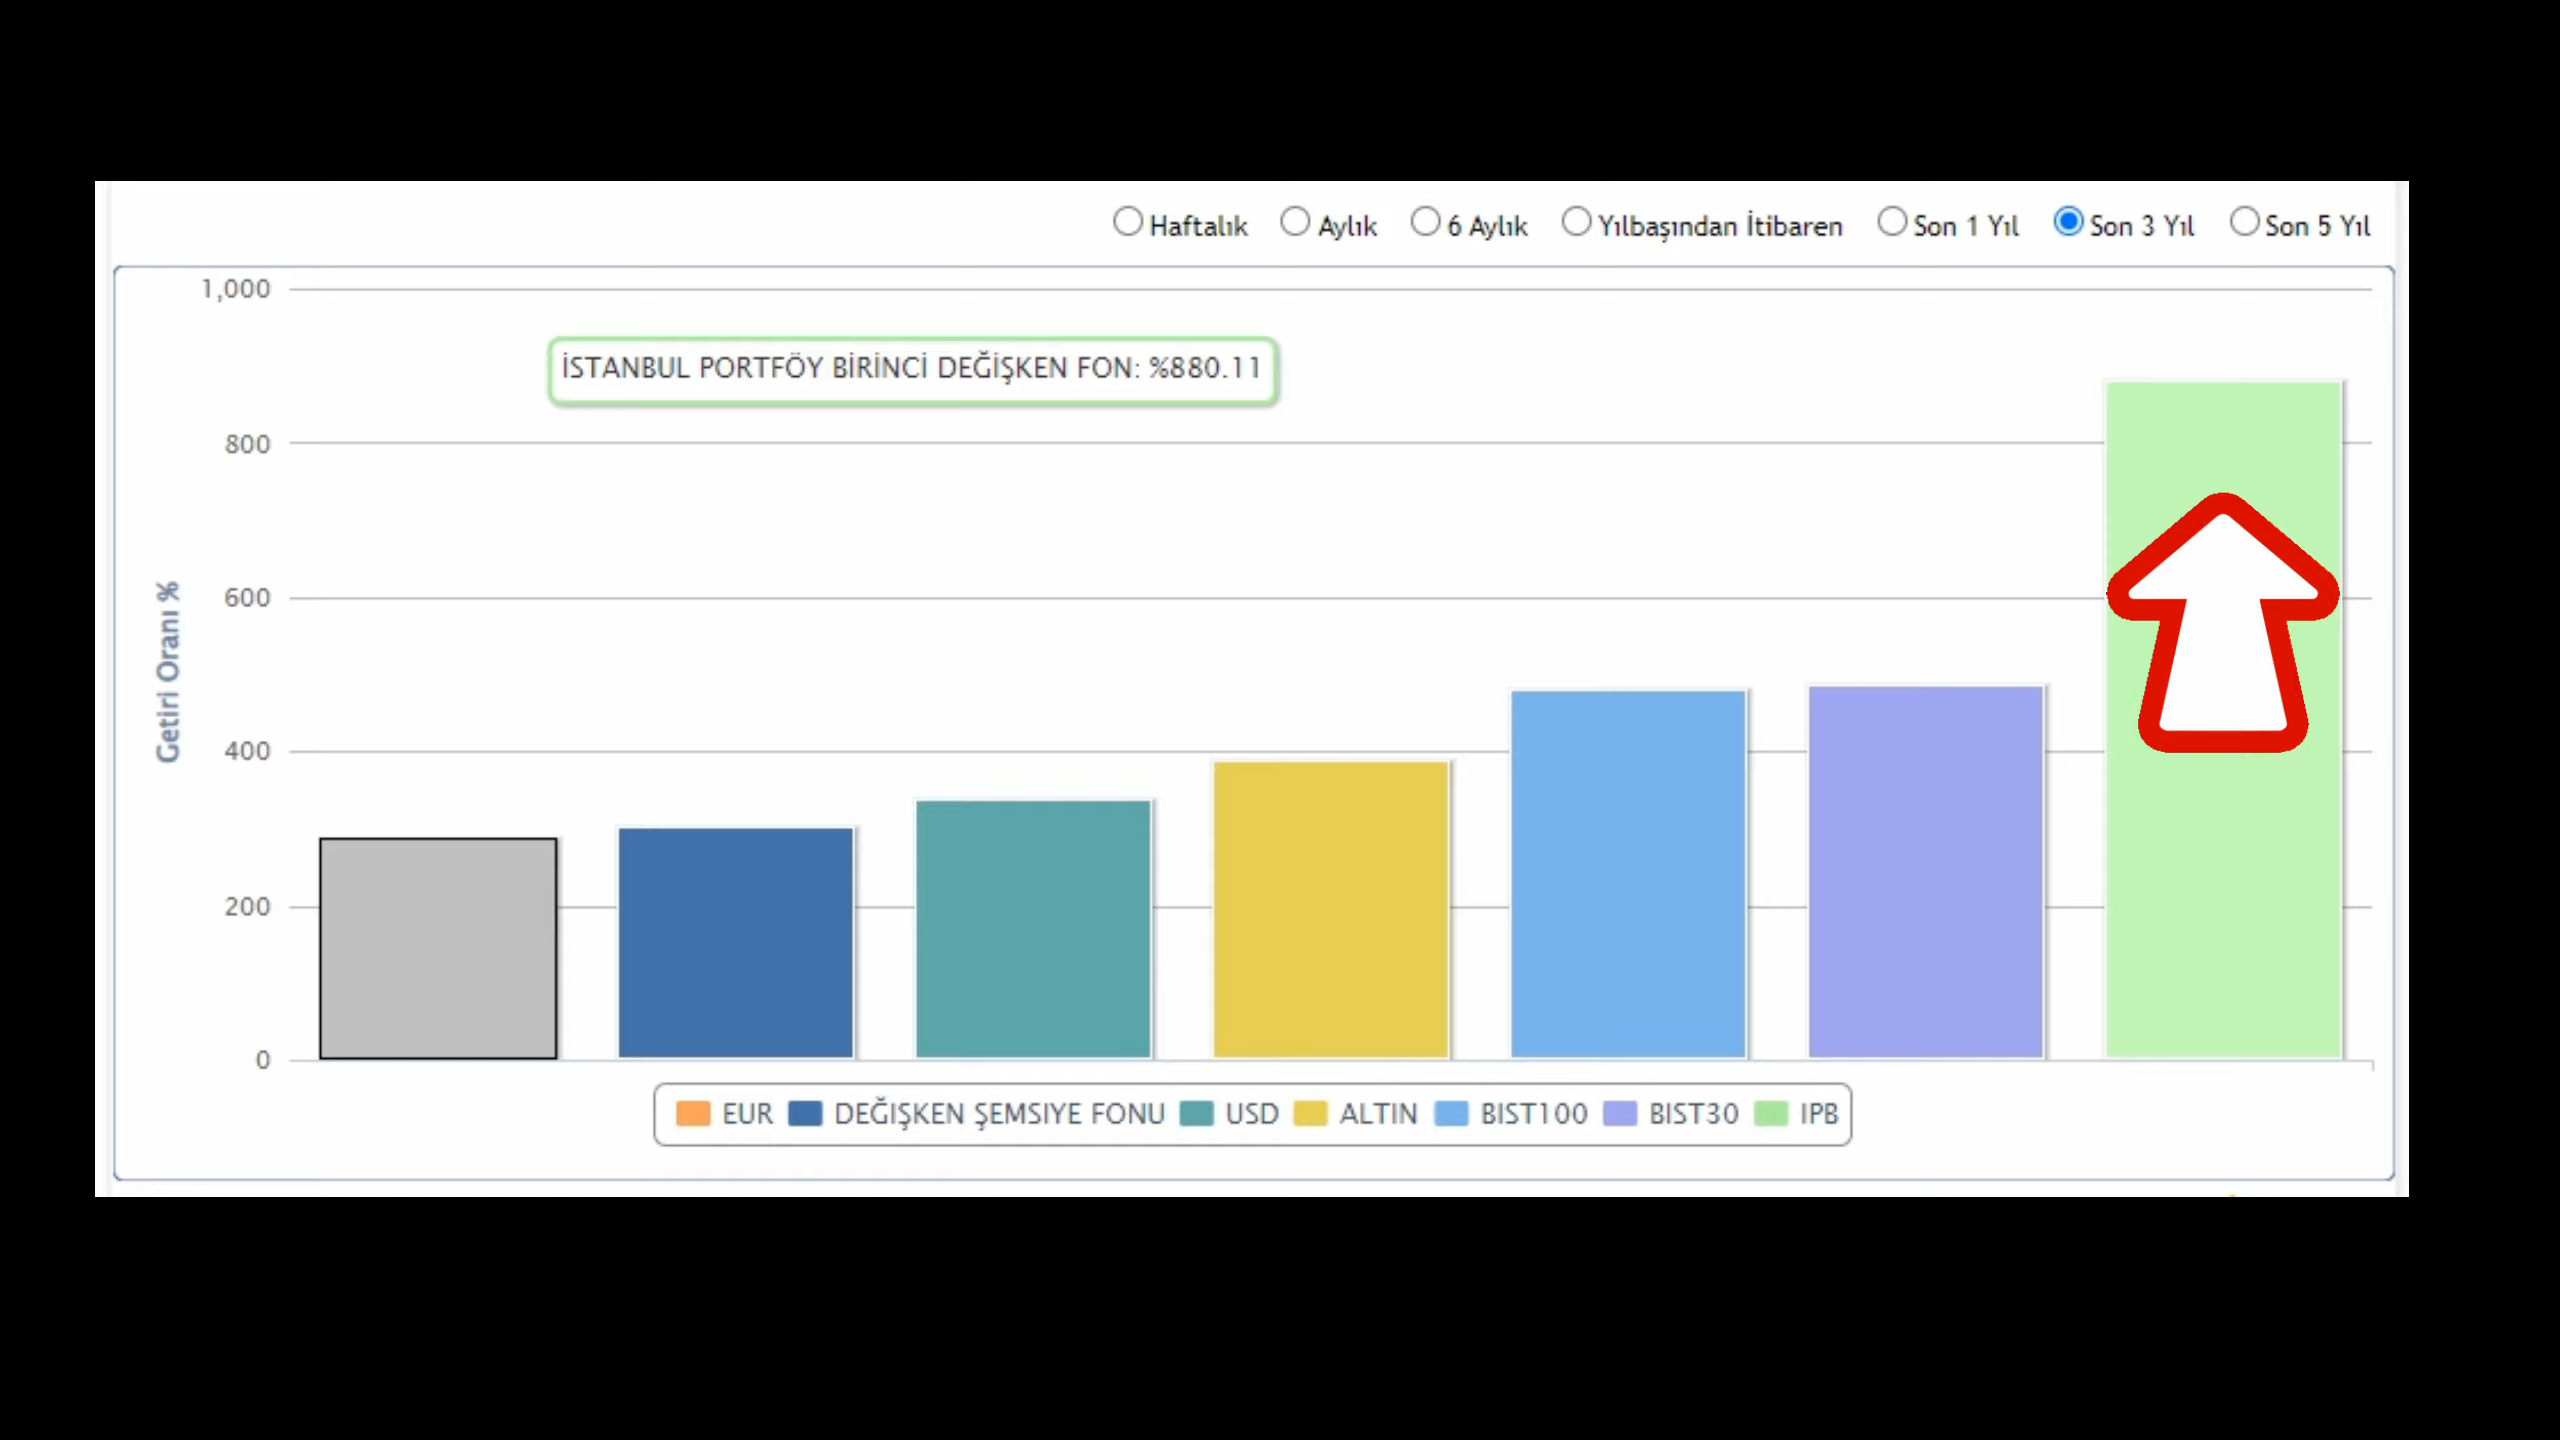 Haftalık Aylık 6 Aylık Yılbaşından İtibaren Son 1 Yıl Son 3 Yıl Son 5 Yıl
1,000
İSTANBUL PORTFÖY BİRİNCİ DEĞİŞKEN FON: %880.11
800
600
Getiri Oranı %
400
200
0
EUR DEĞIŞKEN ŞEMSIYE FONU USD ALTIN BIST100 BIST30 IPB